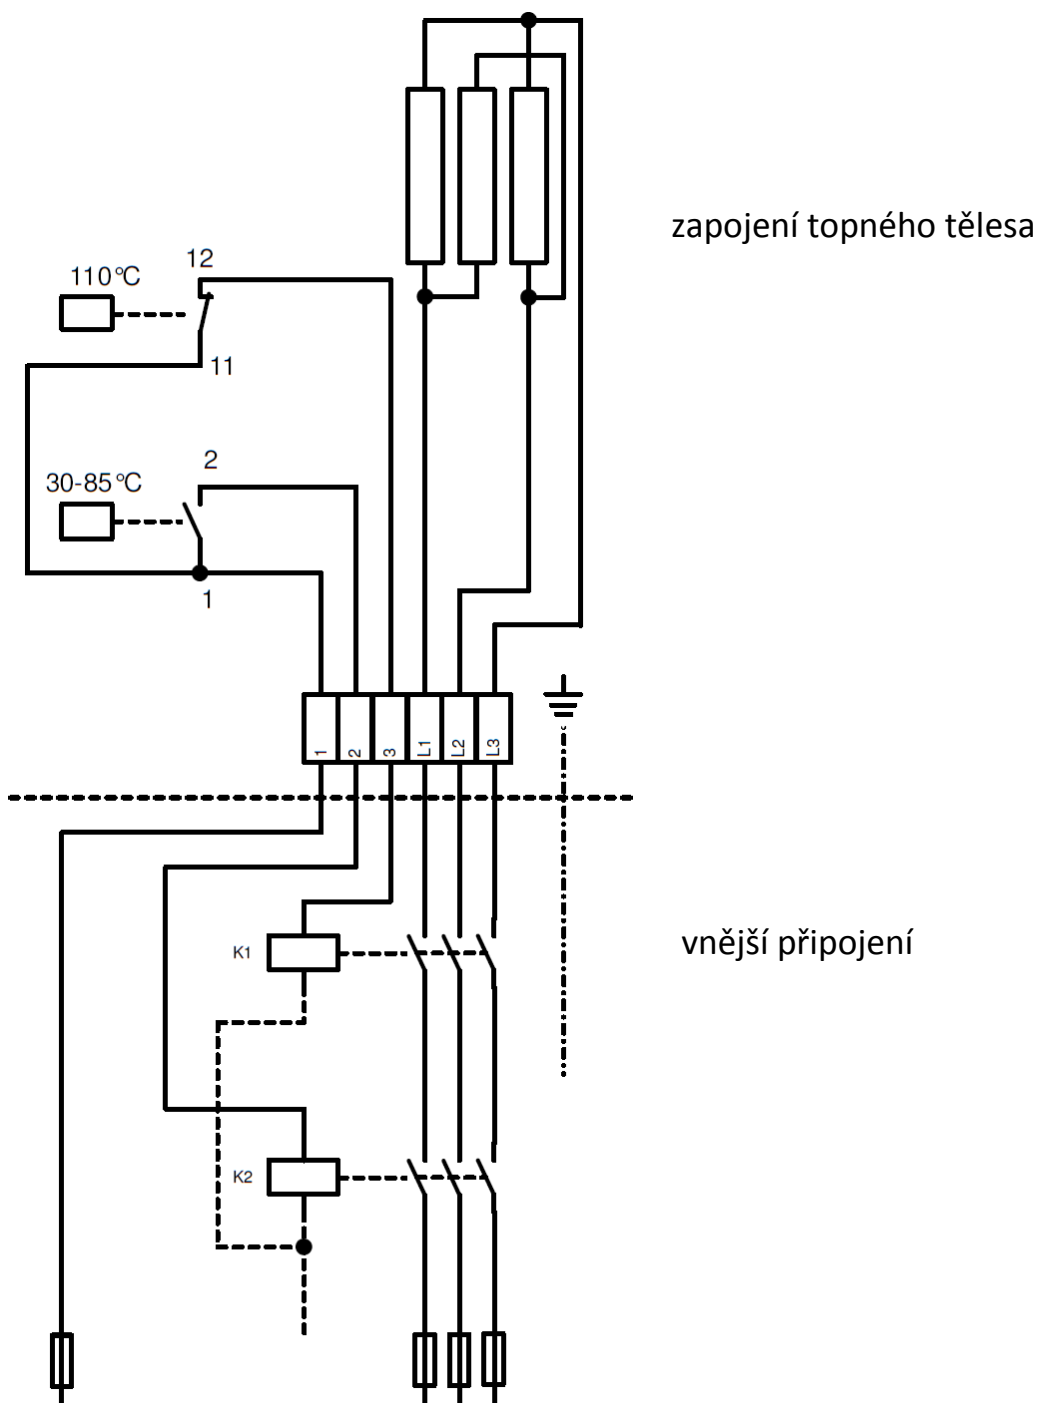 zapojení topného tělesa
12
110°C
11
2
30-85°C
1
1
2
3
L1
L2
L3
K1
vnější připojení
K2